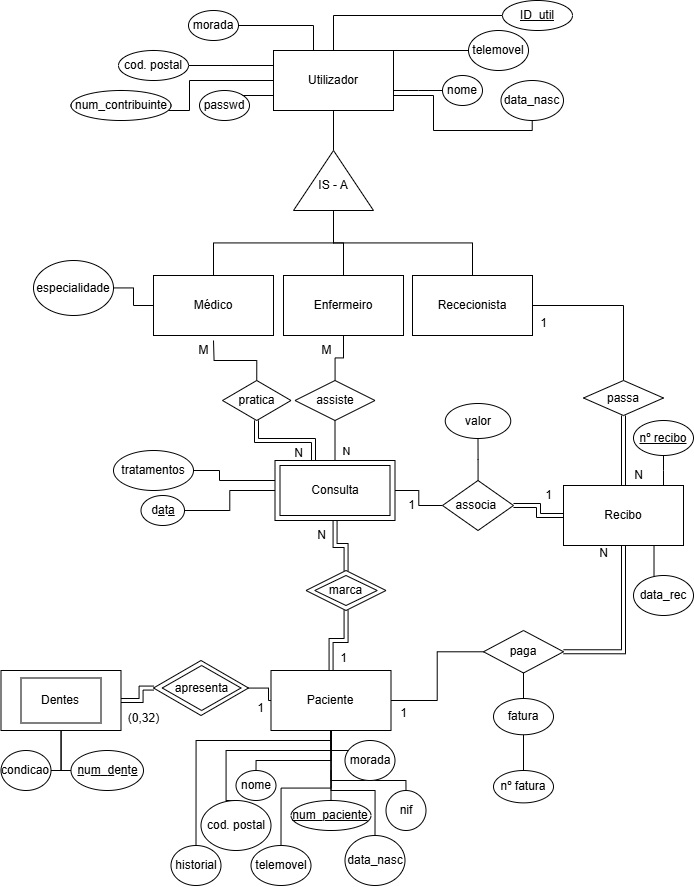 ID_util
morada
telemovel
cod. postal
Utilizador
nome
num_contribuinte
passwd
data_nasc
IS - A
especialidade
Médico
Enfermeiro
Rececionista
1
M
M
pratica
assiste
passa
valor
nº recibo
N
N
N
tratamentos
Consulta
1
1
associa
data
Recibo
N
N
marca
data_rec
1
paga
Dentes
apresenta
Paciente
(0,32)
1
1
fatura
condicao
num_dente
morada
nome
nº fatura
cod. postal
num_paciente
nif
historial
telemovel
data_nasc